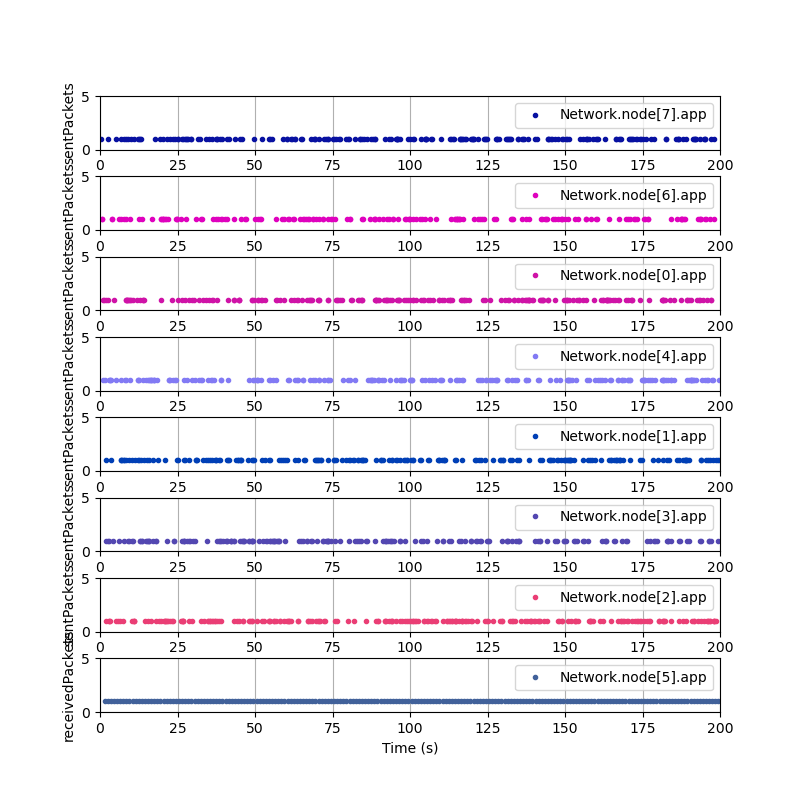 5
0
sentPackets
Network.node[7].app
0 25 50 75 100 125 150 175 200
5
0
sentPackets
Network.node[6].app
0 25 50 75 100 125 150 175 200
5
0
sentPackets
Network.node[0].app
0 25 50 75 100 125 150 175 200
5
0
sentPackets
Network.node[4].app
0 25 50 75 100 125 150 175 200
5
0
sentPackets
Network.node[1].app
0 25 50 75 100 125 150 175 200
5
0
sentPackets
Network.node[3].app
0 25 50 75 100 125 150 175 200
5
0
sentPackets
Network.node[2].app
0 25 50 75 100 125 150 175 200
5
0
receivedPackets
Network.node[5].app
0 25 50 75 100 125 150 175 200
Time (s)